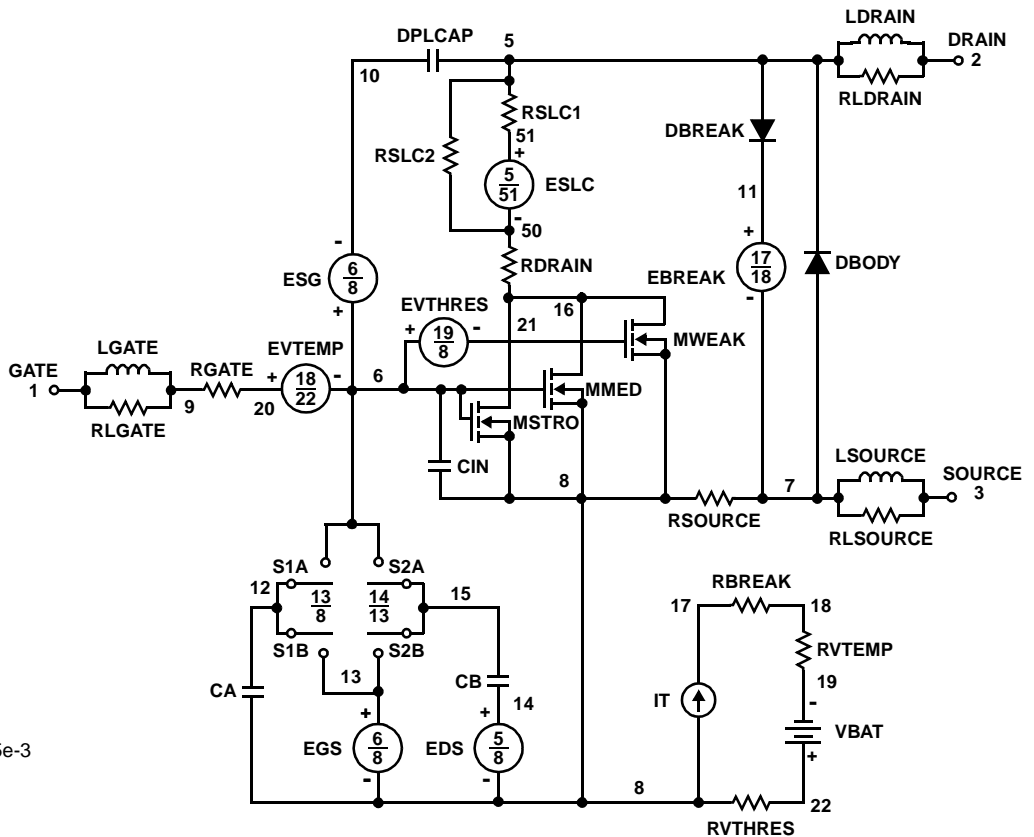 LDRAIN
DPLCAP 5 DRAIN
10 2
RLDRAIN
RSLC1
51 DBREAK
RSLC2 +
5
51 ESLC
11
-
50
- +
ESG 6
8 RDRAIN EBREAK 17
18 DBODY
+ -
EVTHRES 16
21
+ 19
8 - MWEAK
LGATE EVTEMP
GATE RGATE + 18
22 - 6 MMED
1 9 20
RLGATE MSTRO
CIN LSOURCE
8 7 SOURCE
3
RSOURCE
RLSOURCE
S1A S2A
12 13
8 14
13 15 RBREAK
17 18
S1B S2B RVTEMP
13 CB 19
CA 14 IT -
+ + VBAT
EGS 6
8 EDS 5
8
- - +
8 22
RVTHRES
5e-3